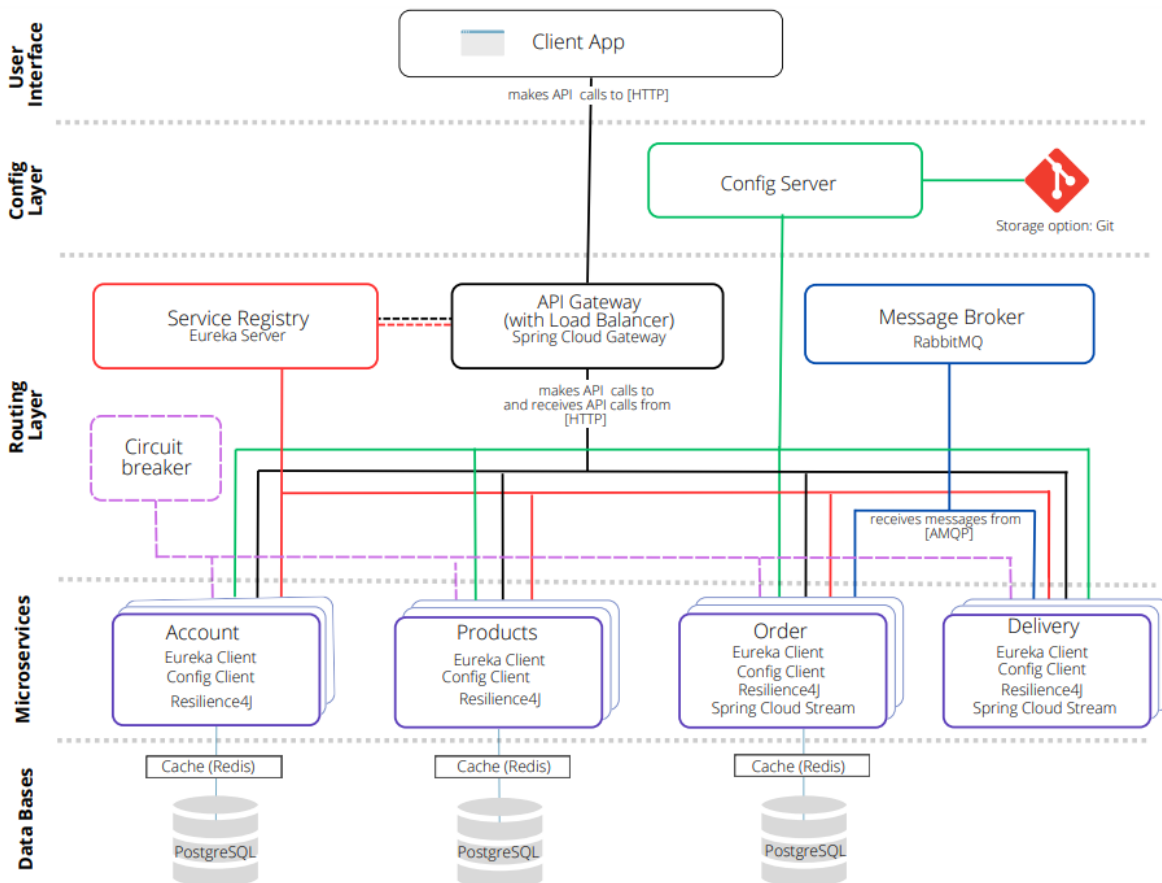 User
Interface
Client App
makes API calls to [HTTP]
Config
Layer
Config Server
Storage option: Git
Routing
Layer
Service Registry
Eureka Server
API Gateway
(with Load Balancer)
Spring Cloud Gateway
Message Broker
RabbitMQ
makes API calls to
and receives API calls from
[HTTP]
Circuit
breaker
receives messages from
[AMQP]
Microservices
Account
Eureka Client
Config Client
Resilience4J
Products
Eureka Client
Config Client
Resilience4J
Order
Eureka Client
Config Client
Resilience4J
Spring Cloud Stream
Delivery
Eureka Client
Config Client
Resilience4J
Spring Cloud Stream
Data Bases
Cache (Redis)
Cache (Redis)
Cache (Redis)
PostgreSQL
PostgreSQL
PostgreSQL